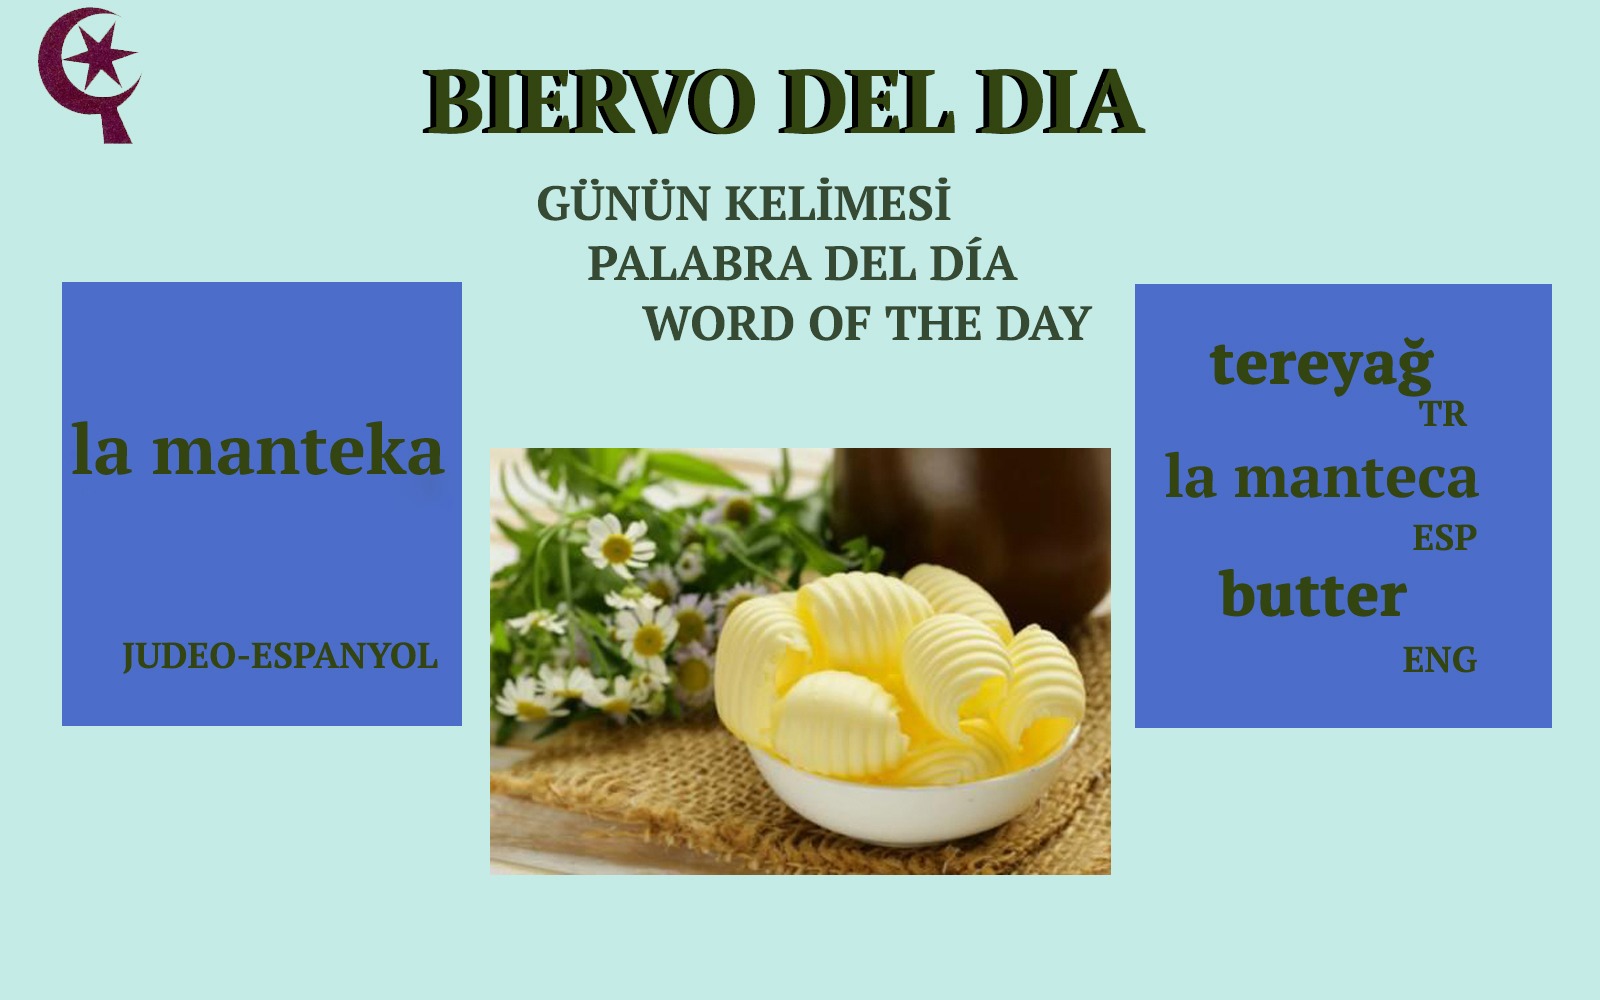 BIERVO DEL DIA
GÜNÜN KELİMESİ
PALABRA DEL DÍA
WORD OF THE DAY
la manteka
JUDEO-ESPANYOL
tereyağ
TR
la manteca
ESP
butter
ENG